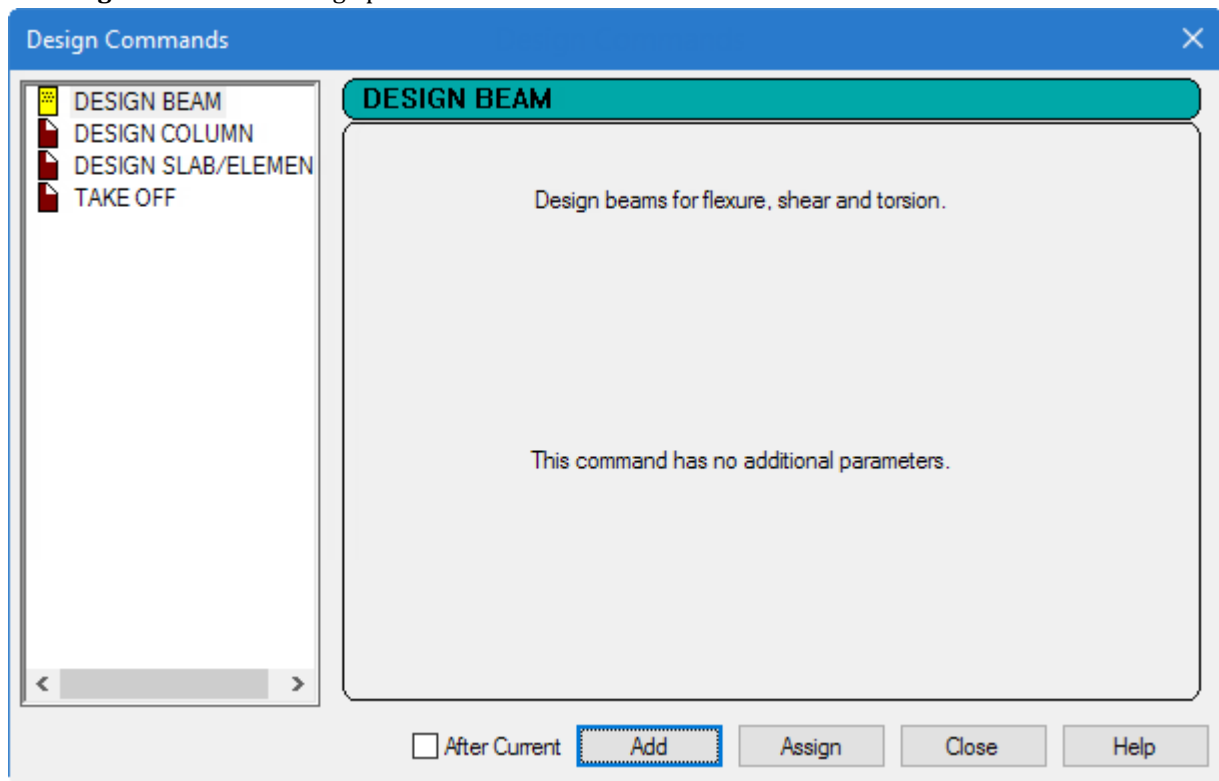 Design Commands
DESIGN BEAM
DESIGN COLUMN
DESIGN SLAB/ELEMEN
TAKE OFF
DESIGN BEAM
Design beams for flexure, shear and torsion.
This command has no additional parameters.
After Current Add Assign Close Help